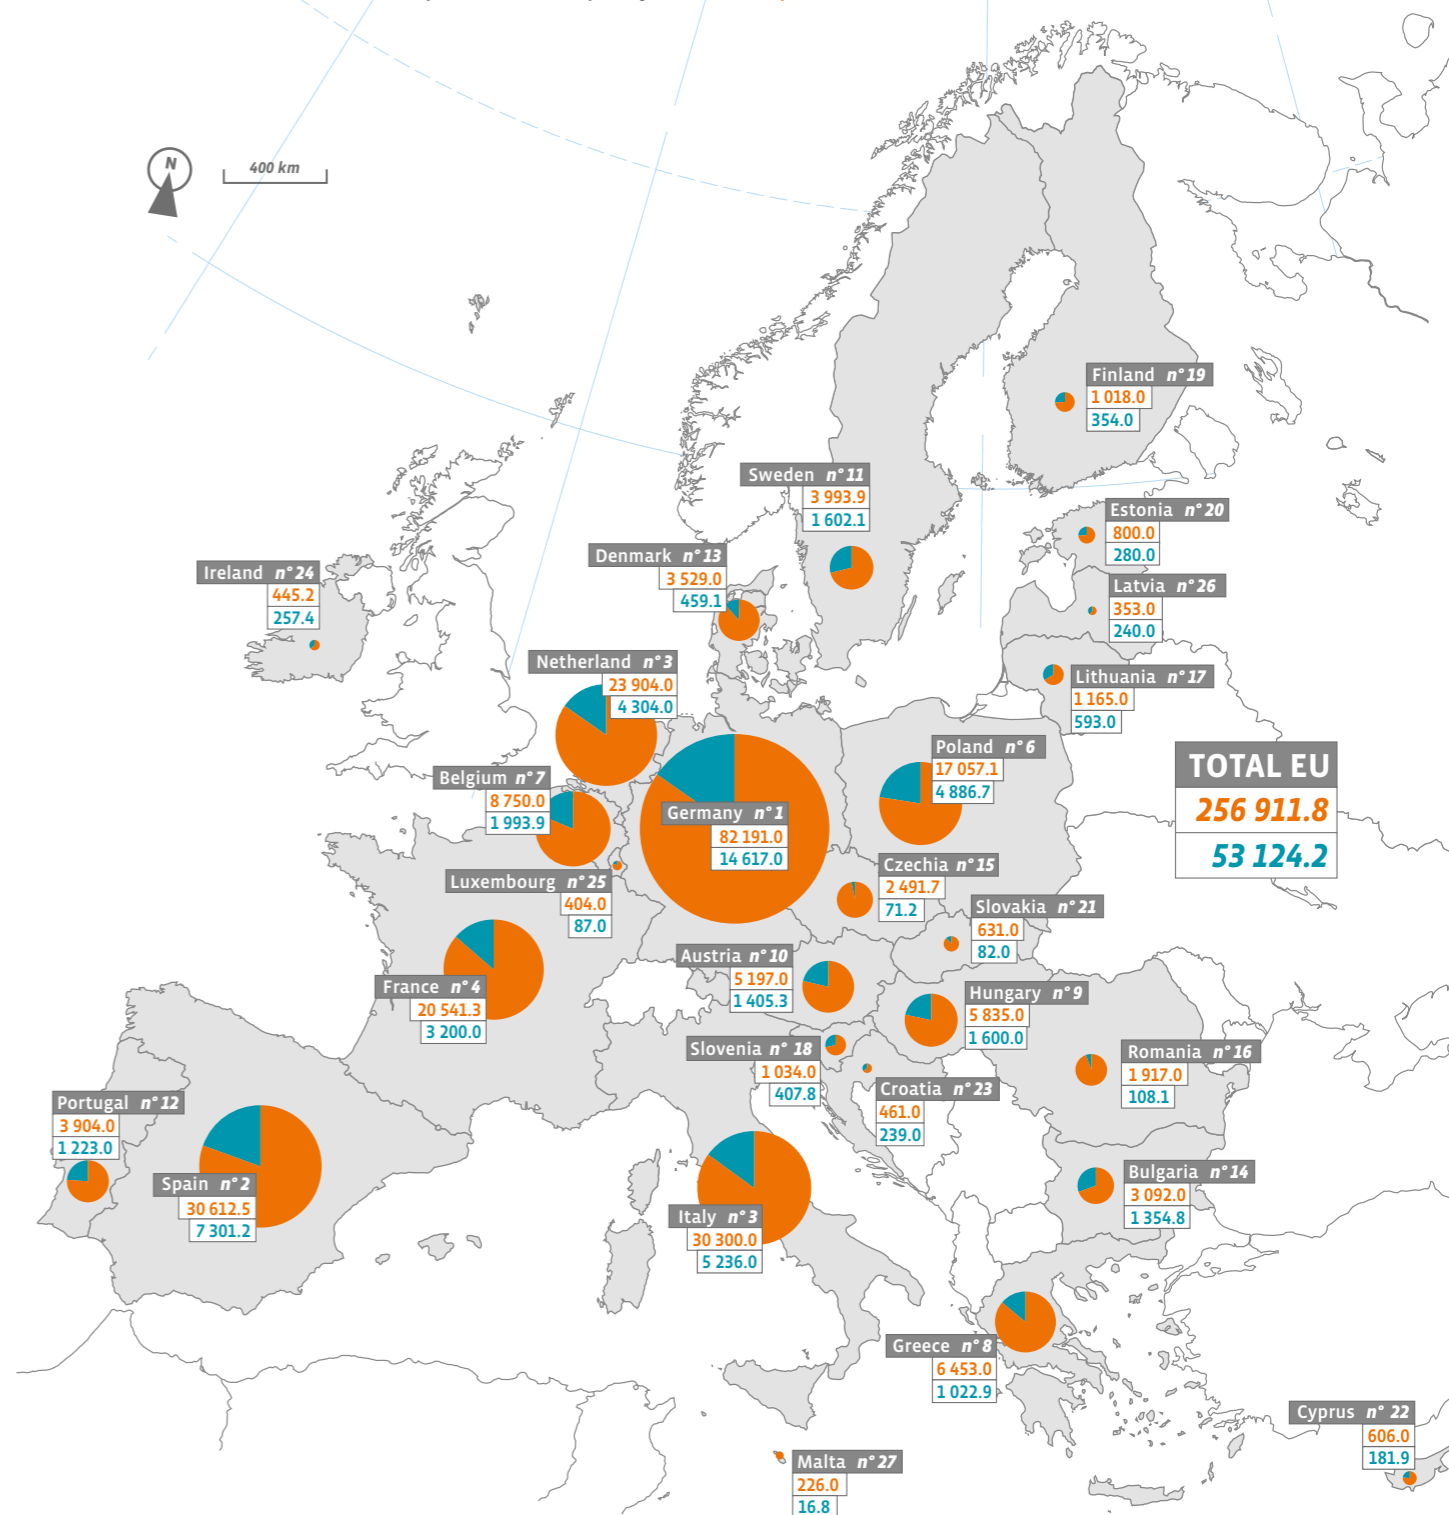 N
400 km
Finland n° 19
1 018.0
354.0
Sweden n° 11
3 993.9
1 602.1
Estonia n° 20
800.0
280.0
Denmark n° 13
3 529.0
459.1
Ireland n° 24
445.2
257.4
Latvia n° 26
353.0
240.0
Netherland n° 3
23 904.0
4 304.0
Lithuania n° 17
1 165.0
593.0
Poland n° 6
17 057.1
4 886.7
TOTAL EU
256 911.8
53 124.2
Belgium n° 7
8 750.0
1 993.9
Germany n° 1
82 191.0
14 617.0
Czechia n° 15
2 491.7
71.2
Luxembourg n° 25
404.0
87.0
Slovakia n° 21
631.0
82.0
Austria n° 10
5 197.0
1 405.3
France n° 4
20 541.3
3 200.0
Hungary n° 9
5 835.0
1 600.0
Slovenia n° 18
1 034.0
407.8
Romania n° 16
1 917.0
108.1
Croatia n° 23
461.0
239.0
Portugal n° 12
3 904.0
1 223.0
Spain n° 2
30 612.5
7 301.2
Bulgaria n° 14
3 092.0
1 354.8
Italy n° 3
30 300.0
5 236.0
Greece n° 8
6 453.0
1 022.9
Cyprus n° 22
606.0
181.9
Malta n° 27
226.0
16.8